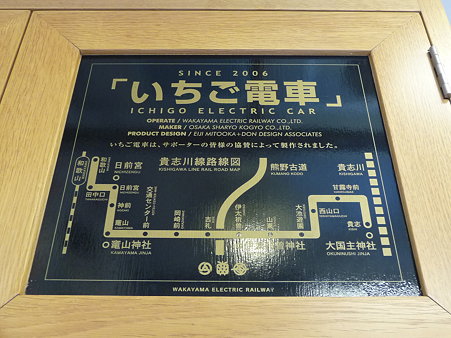 SINCE 2006
「いちご電車」
ICHIGO ELECTRIC CAR
OPERATE / WAKAYAMA ELECTRIC RAILWAY CO.,LTD.
MAKER / OSAKA SHARYO KOGYO CO.,LTD.
PRODUCT DESIGN / EIJI MITOOKA+DON DESIGN ASSOCIATES
いちご電車は、サポーターの皆様の協賛によって製作されました。
貴志川線路線図
KISHIGAWA LINE RAIL ROAD MAP
熊野古道
KUMANO KODO
貴志川
KISHIGAWA
和歌山
和歌山
日前宮
NICHIZENGU
田中口
日前宮
神前
竈山
交通センター前
岡崎前
吉礼
大池遊園
西山口
甘露寺前
貴志
竈山神社
KAMAYAMA JINJA
大国主神社
OKUNINUSHI JINJA
WAKAYAMA ELECTRIC RAILWAY